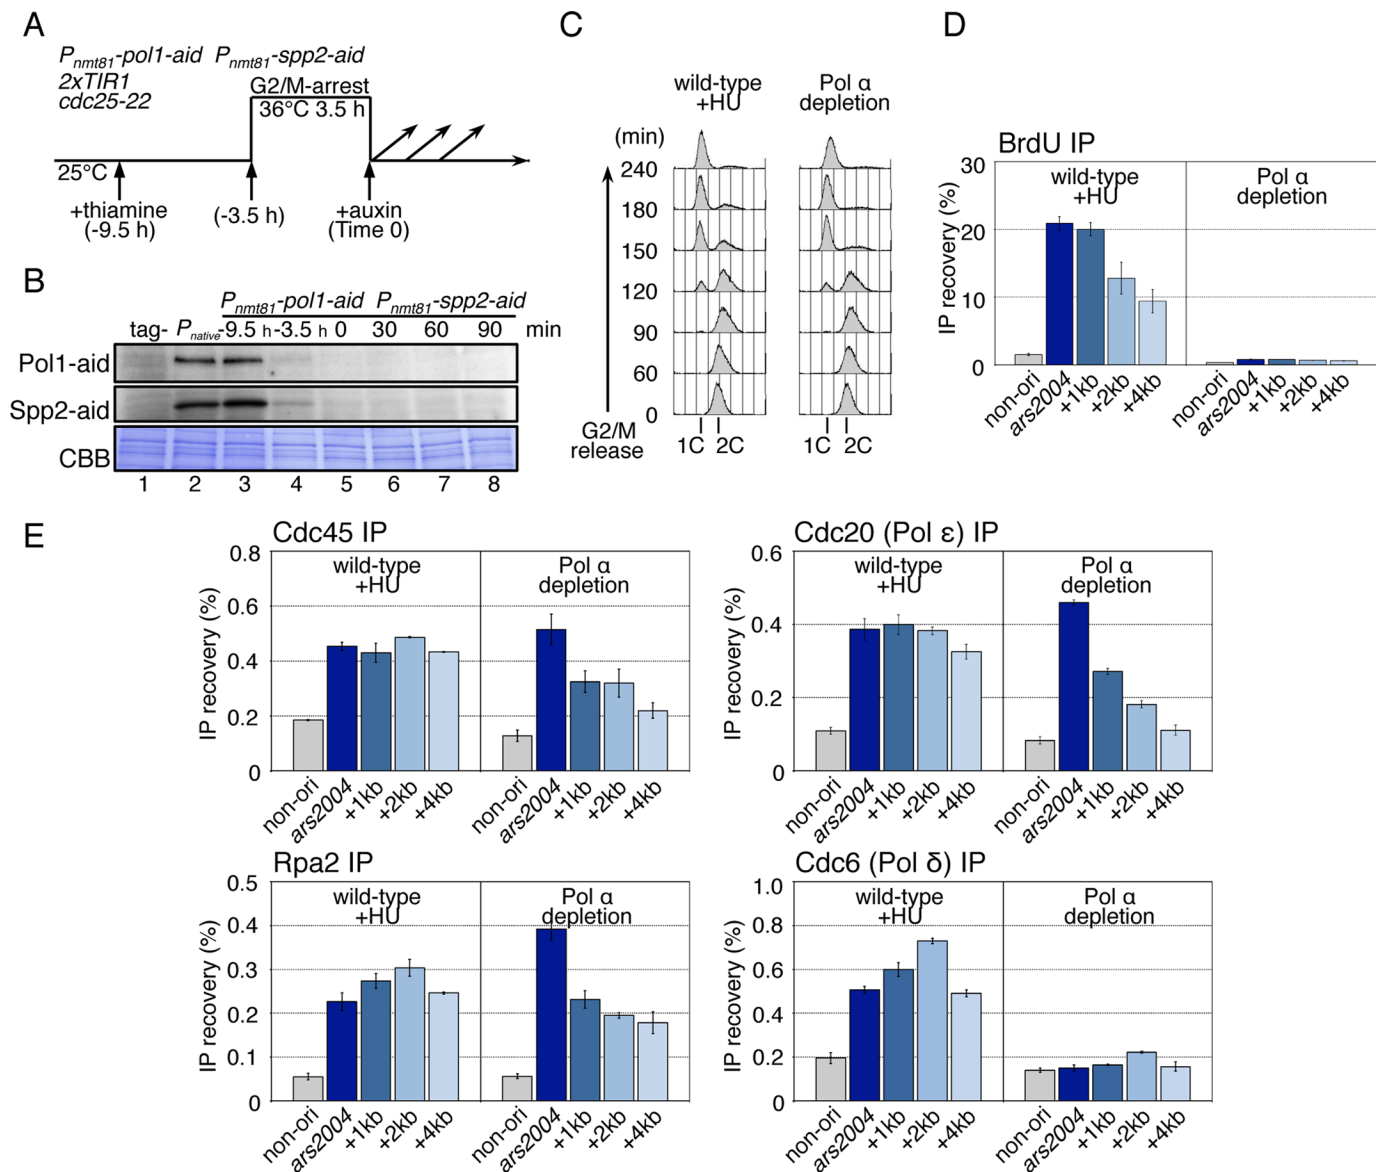 A
P_nmt81-pol1-aid P_nmt81-spp2-aid
2xTIR1
cdc25-22
G2/M-arrest
36°C 3.5 h
25°C
+thiamine
(-9.5 h)
(-3.5 h)
+auxin
(Time 0)
B
P_nmt81-pol1-aid P_nmt81-spp2-aid
tag- P_native -9.5 h -3.5 h 0 30 60 90 min
Pol1-aid
Spp2-aid
CBB
1 2 3 4 5 6 7 8
C
wild-type
+HU
Pol α
depletion
(min)
240
180
150
120
90
60
0
G2/M
release
1C 2C 1C 2C
D
BrdU IP
IP recovery (%)
30
20
10
0
wild-type
+HU
Pol α
depletion
non-ori ars2004 +1kb +2kb +4kb non-ori ars2004 +1kb +2kb +4kb
E
Cdc45 IP
IP recovery (%)
0.8
0.6
0.4
0.2
0
wild-type
+HU
Pol α
depletion
non-ori ars2004 +1kb +2kb +4kb non-ori ars2004 +1kb +2kb +4kb
Cdc20 (Pol ε) IP
IP recovery (%)
0.6
0.4
0.2
0
wild-type
+HU
Pol α
depletion
non-ori ars2004 +1kb +2kb +4kb non-ori ars2004 +1kb +2kb +4kb
Rpa2 IP
IP recovery (%)
0.5
0.4
0.3
0.2
0.1
0
wild-type
+HU
Pol α
depletion
non-ori ars2004 +1kb +2kb +4kb non-ori ars2004 +1kb +2kb +4kb
Cdc6 (Pol δ) IP
IP recovery (%)
1.0
0.8
0.6
0.4
0.2
0
wild-type
+HU
Pol α
depletion
non-ori ars2004 +1kb +2kb +4kb non-ori ars2004 +1kb +2kb +4kb